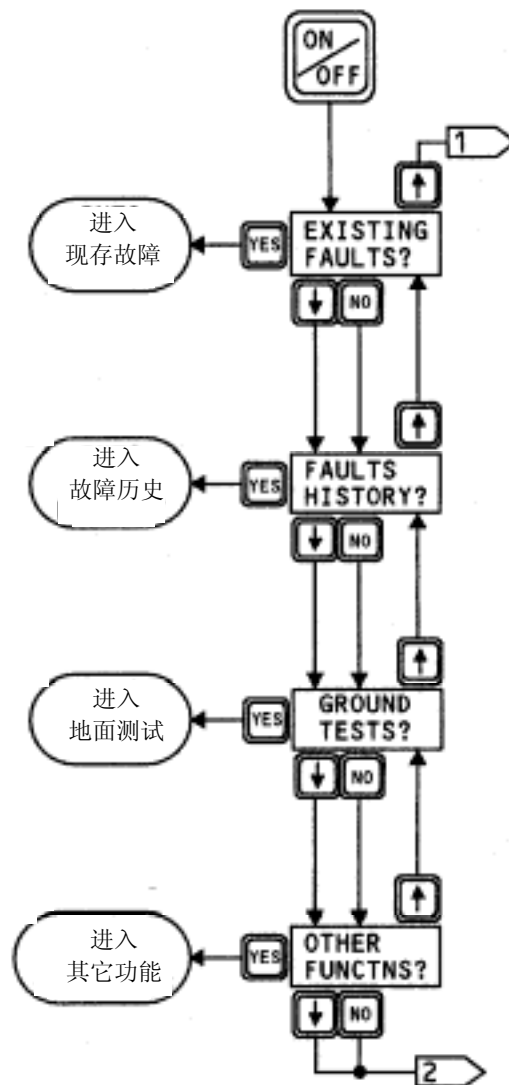 ON
OFF
1
↑
进入
现存故障
YES
EXISTING
FAULTS?
↓ NO
↑
进入
故障历史
YES
FAULTS
HISTORY?
↓ NO
↑
进入
地面测试
YES
GROUND
TESTS?
↓ NO
↑
进入
其它功能
YES
OTHER
FUNCTNS?
↓ NO
2